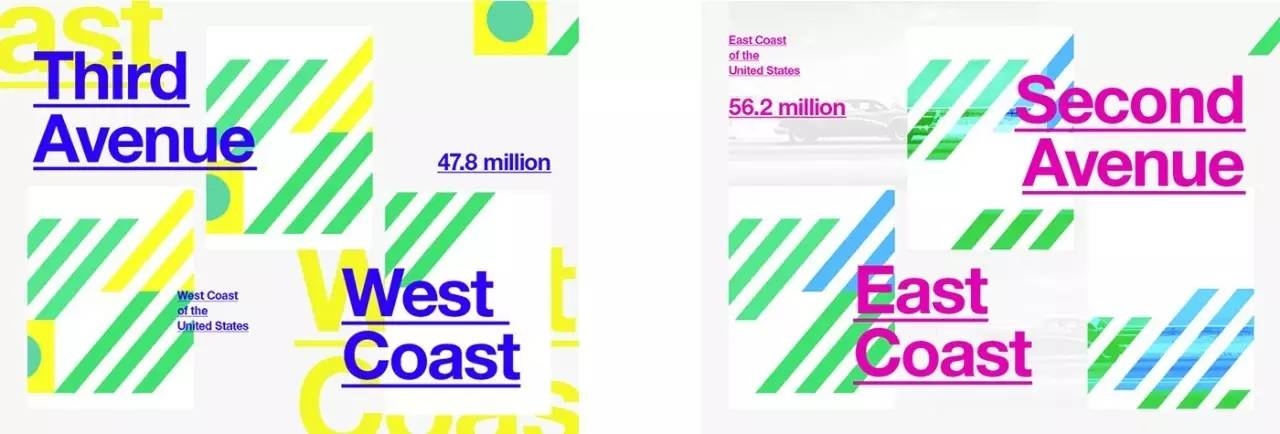 ast
Third
Avenue
47.8 million
West Coast
of the
United States
West
Coast
East Coast
of the
United States
56.2 million
Second
Avenue
East
Coast